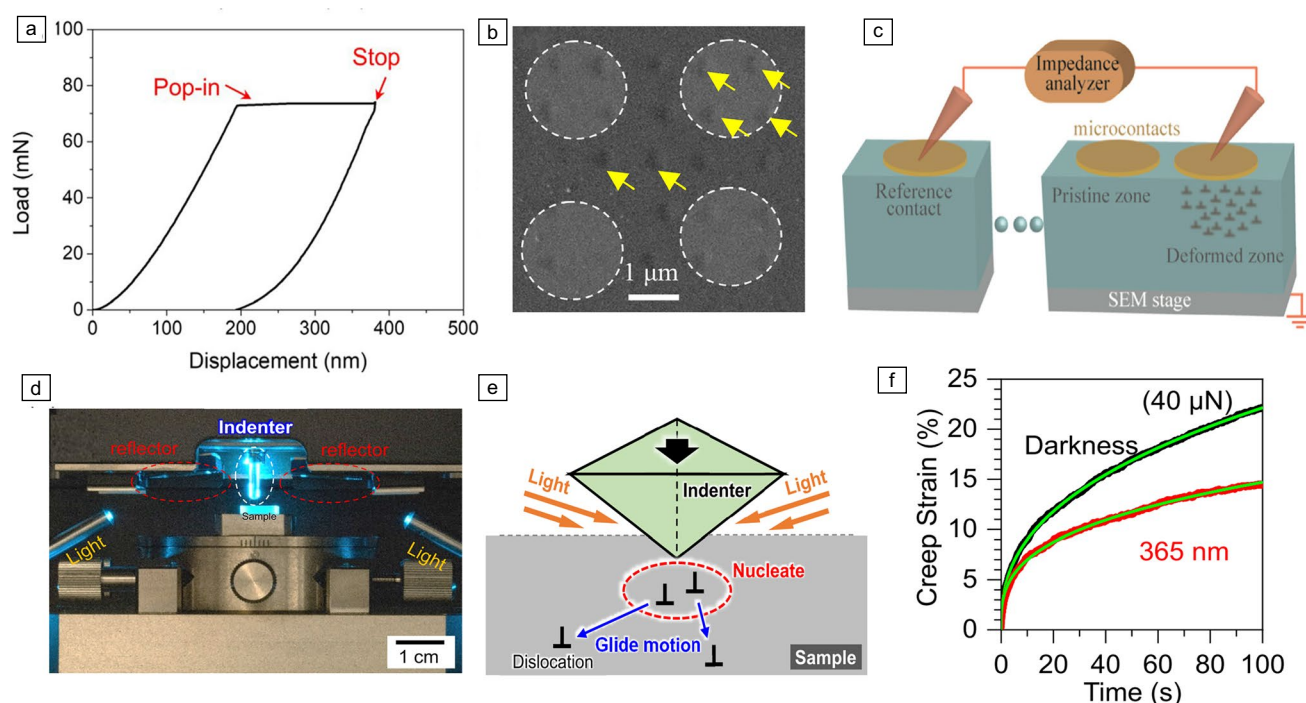 a
100
80
60
40
20
0
Load (mN)
Pop-in
Stop
0 100 200 300 400 500
Displacement (nm)
b
1 μm
c
Impedance
analyzer
microcontacts
Reference
contact
Pristine zone
Deformed zone
SEM stage
d
Indenter
reflector
reflector
Sample
Light
Light
1 cm
e
Light
Light
Indenter
Nucleate
Glide motion
Dislocation
Sample
f
25
20
15
10
5
0
Creep Strain (%)
(40 μN)
Darkness
365 nm
0 20 40 60 80 100
Time (s)